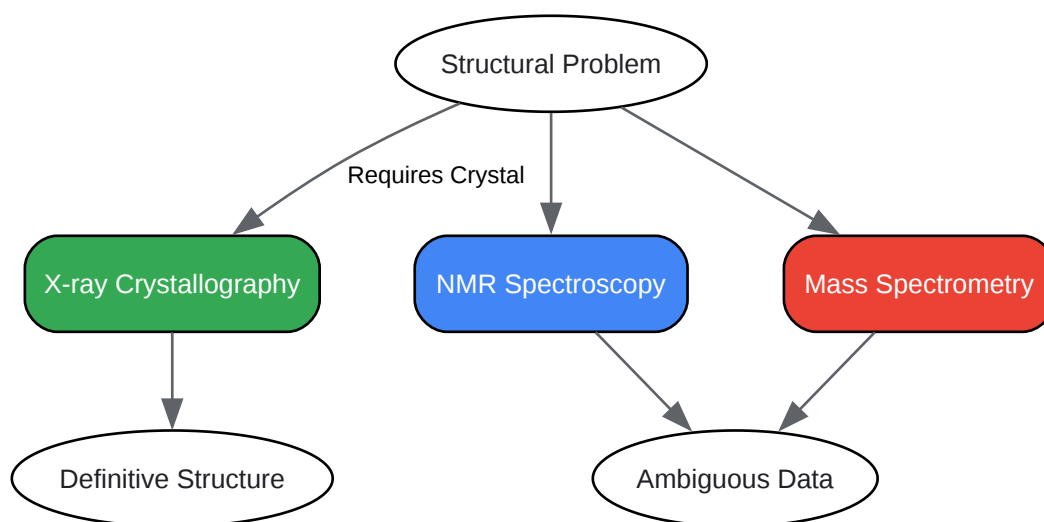 Structural Problem
Requires Crystal
X-ray Crystallography
NMR Spectroscopy
Mass Spectrometry
Definitive Structure
Ambiguous Data